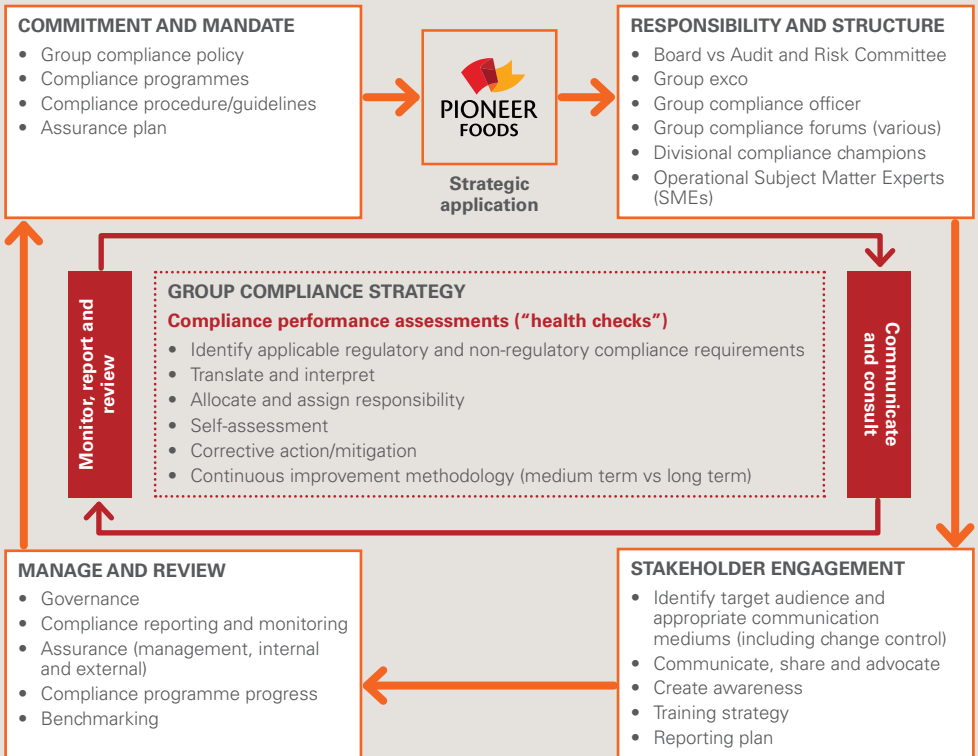 COMMITMENT AND MANDATE
• Group compliance policy
• Compliance programmes
• Compliance procedure/guidelines
• Assurance plan
PIONEER
FOODS
Strategic
application
RESPONSIBILITY AND STRUCTURE
• Board vs Audit and Risk Committee
• Group exco
• Group compliance officer
• Group compliance forums (various)
• Divisional compliance champions
• Operational Subject Matter Experts
(SMEs)
Monitor, report and
review
GROUP COMPLIANCE STRATEGY
Compliance performance assessments (“health checks”)
• Identify applicable regulatory and non-regulatory compliance requirements
• Translate and interpret
• Allocate and assign responsibility
• Self-assessment
• Corrective action/mitigation
• Continuous improvement methodology (medium term vs long term)
Communicate
and consult
MANAGE AND REVIEW
• Governance
• Compliance reporting and monitoring
• Assurance (management, internal
and external)
• Compliance programme progress
• Benchmarking
STAKEHOLDER ENGAGEMENT
• Identify target audience and
appropriate communication
mediums (including change control)
• Communicate, share and advocate
• Create awareness
• Training strategy
• Reporting plan